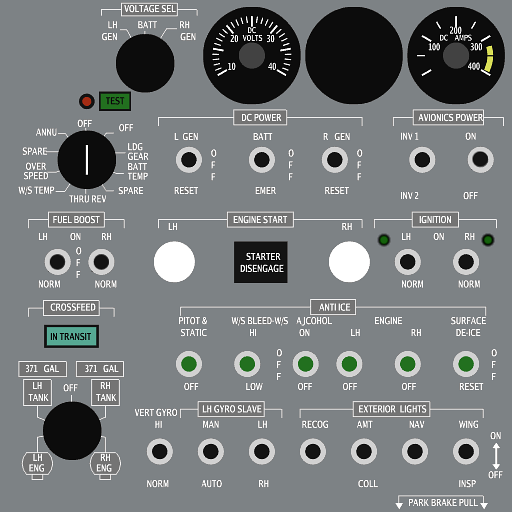 VOLTAGE SEL
LH GEN
BATT
RH GEN
DC VOLTS
10
20
30
40
DC AMPS
100
200
300
400
TEST
OFF
ANNU
OFF
SPARE
LDG GEAR
OVER SPEED
BATT TEMP
W/S TEMP
SPARE
THRU REV
DC POWER
L GEN
BATT
R GEN
OFF
OFF
OFF
RESET
EMER
RESET
AVIONICS POWER
INV 1
ON
INV 2
OFF
FUEL BOOST
LH
ON
RH
OFF
NORM
NORM
ENGINE START
LH
RH
STARTER
DISENGAGE
IGNITION
LH
ON
RH
NORM
NORM
CROSSFEED
IN TRANSIT
371 GAL
371 GAL
LH TANK
OFF
RH TANK
LH ENG
RH ENG
ANTI ICE
PITOT & STATIC
W/S BLEED-W/S
HI
AJCOHOL
ON
LH
ENGINE
RH
SURFACE DE-ICE
OFF
OFF
OFF
LOW
OFF
OFF
OFF
RESET
VERT GYRO
HI
NORM
LH GYRO SLAVE
MAN
LH
AUTO
RH
EXTERIOR LIGHTS
RECOG
AMT
NAV
WING
COLL
INSP
ON
OFF
PARK BRAKE PULL